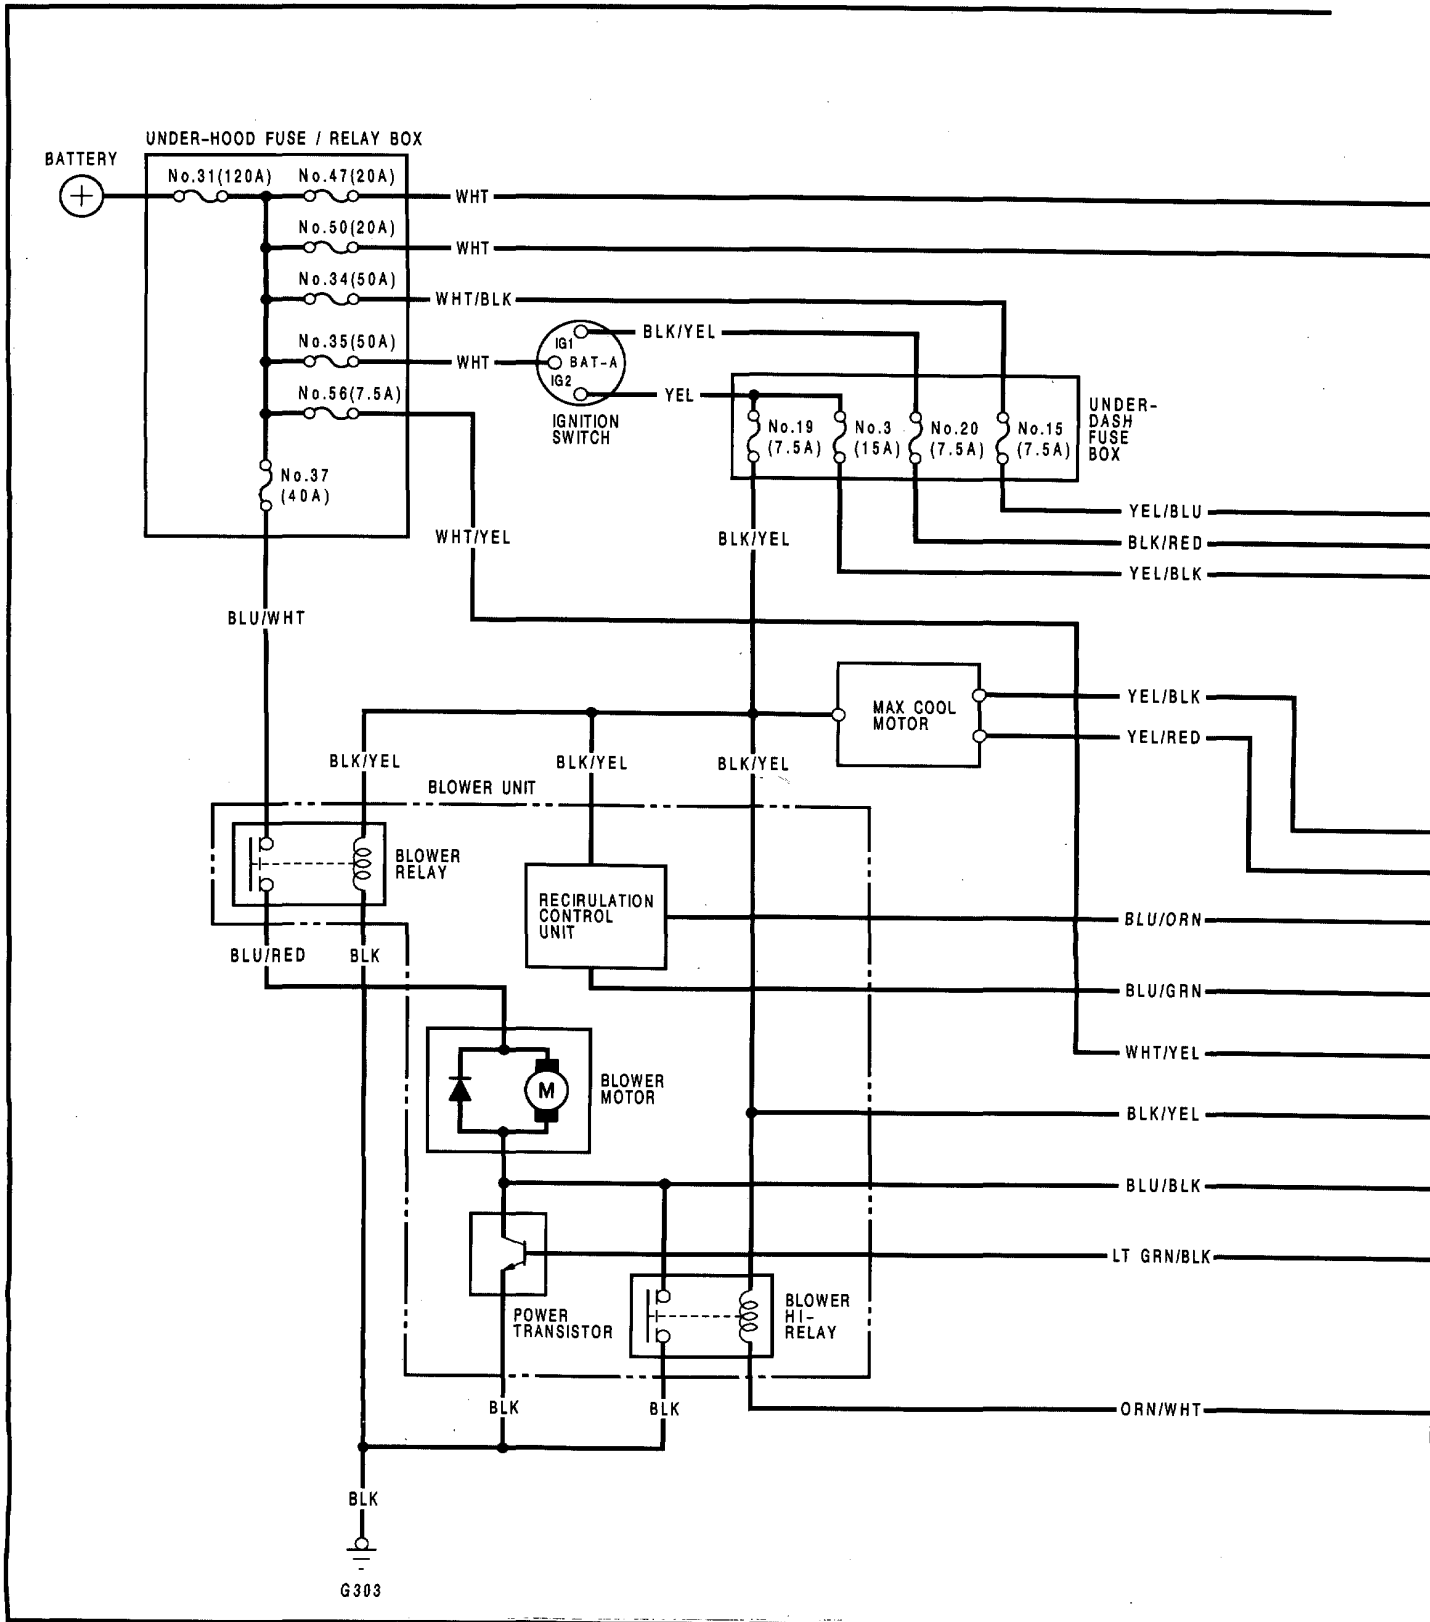 UNDER-HOOD FUSE / RELAY BOX
BATTERY
+
No.31(120A)
No.47(20A)
WHT
No.50(20A)
WHT
No.34(50A)
WHT/BLK
No.35(50A)
WHT
IG1
BAT-A
IG2
IGNITION
SWITCH
BLK/YEL
YEL
No.56(7.5A)
No.37
(40A)
No.19
(7.5A)
No.3
(15A)
No.20
(7.5A)
No.15
(7.5A)
UNDER-
DASH
FUSE
BOX
YEL/BLU
BLK/RED
YEL/BLK
WHT/YEL
BLK/YEL
BLU/WHT
MAX COOL
MOTOR
YEL/BLK
YEL/RED
BLK/YEL
BLK/YEL
BLK/YEL
BLOWER UNIT
BLOWER
RELAY
RECIRULATION
CONTROL
UNIT
BLU/ORN
BLU/RED
BLK
BLU/GRN
WHT/YEL
M
BLOWER
MOTOR
BLK/YEL
BLU/BLK
LT GRN/BLK
POWER
TRANSISTOR
BLOWER
HI-
RELAY
BLK
BLK
ORN/WHT
BLK
G303